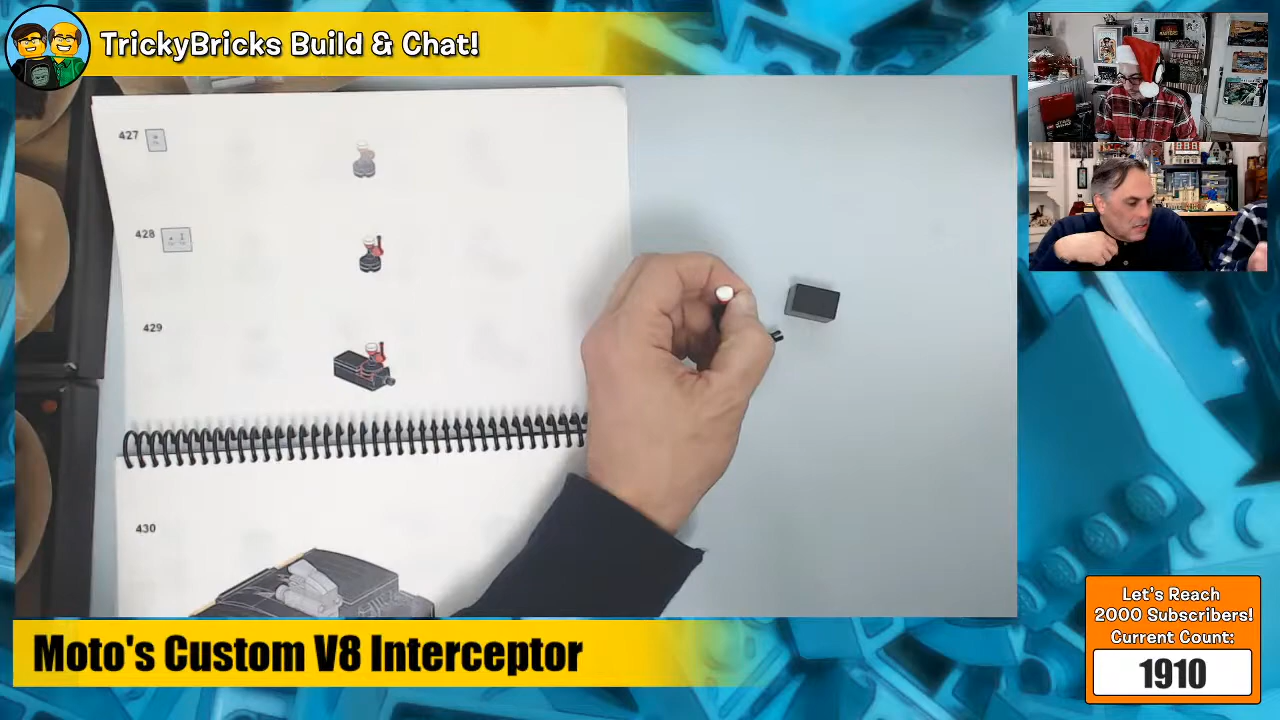 TrickyBricks Build & Chat!
427
428
429
430
Moto's Custom V8 Interceptor
Let's Reach
2000 Subscribers!
Current Count:
1910